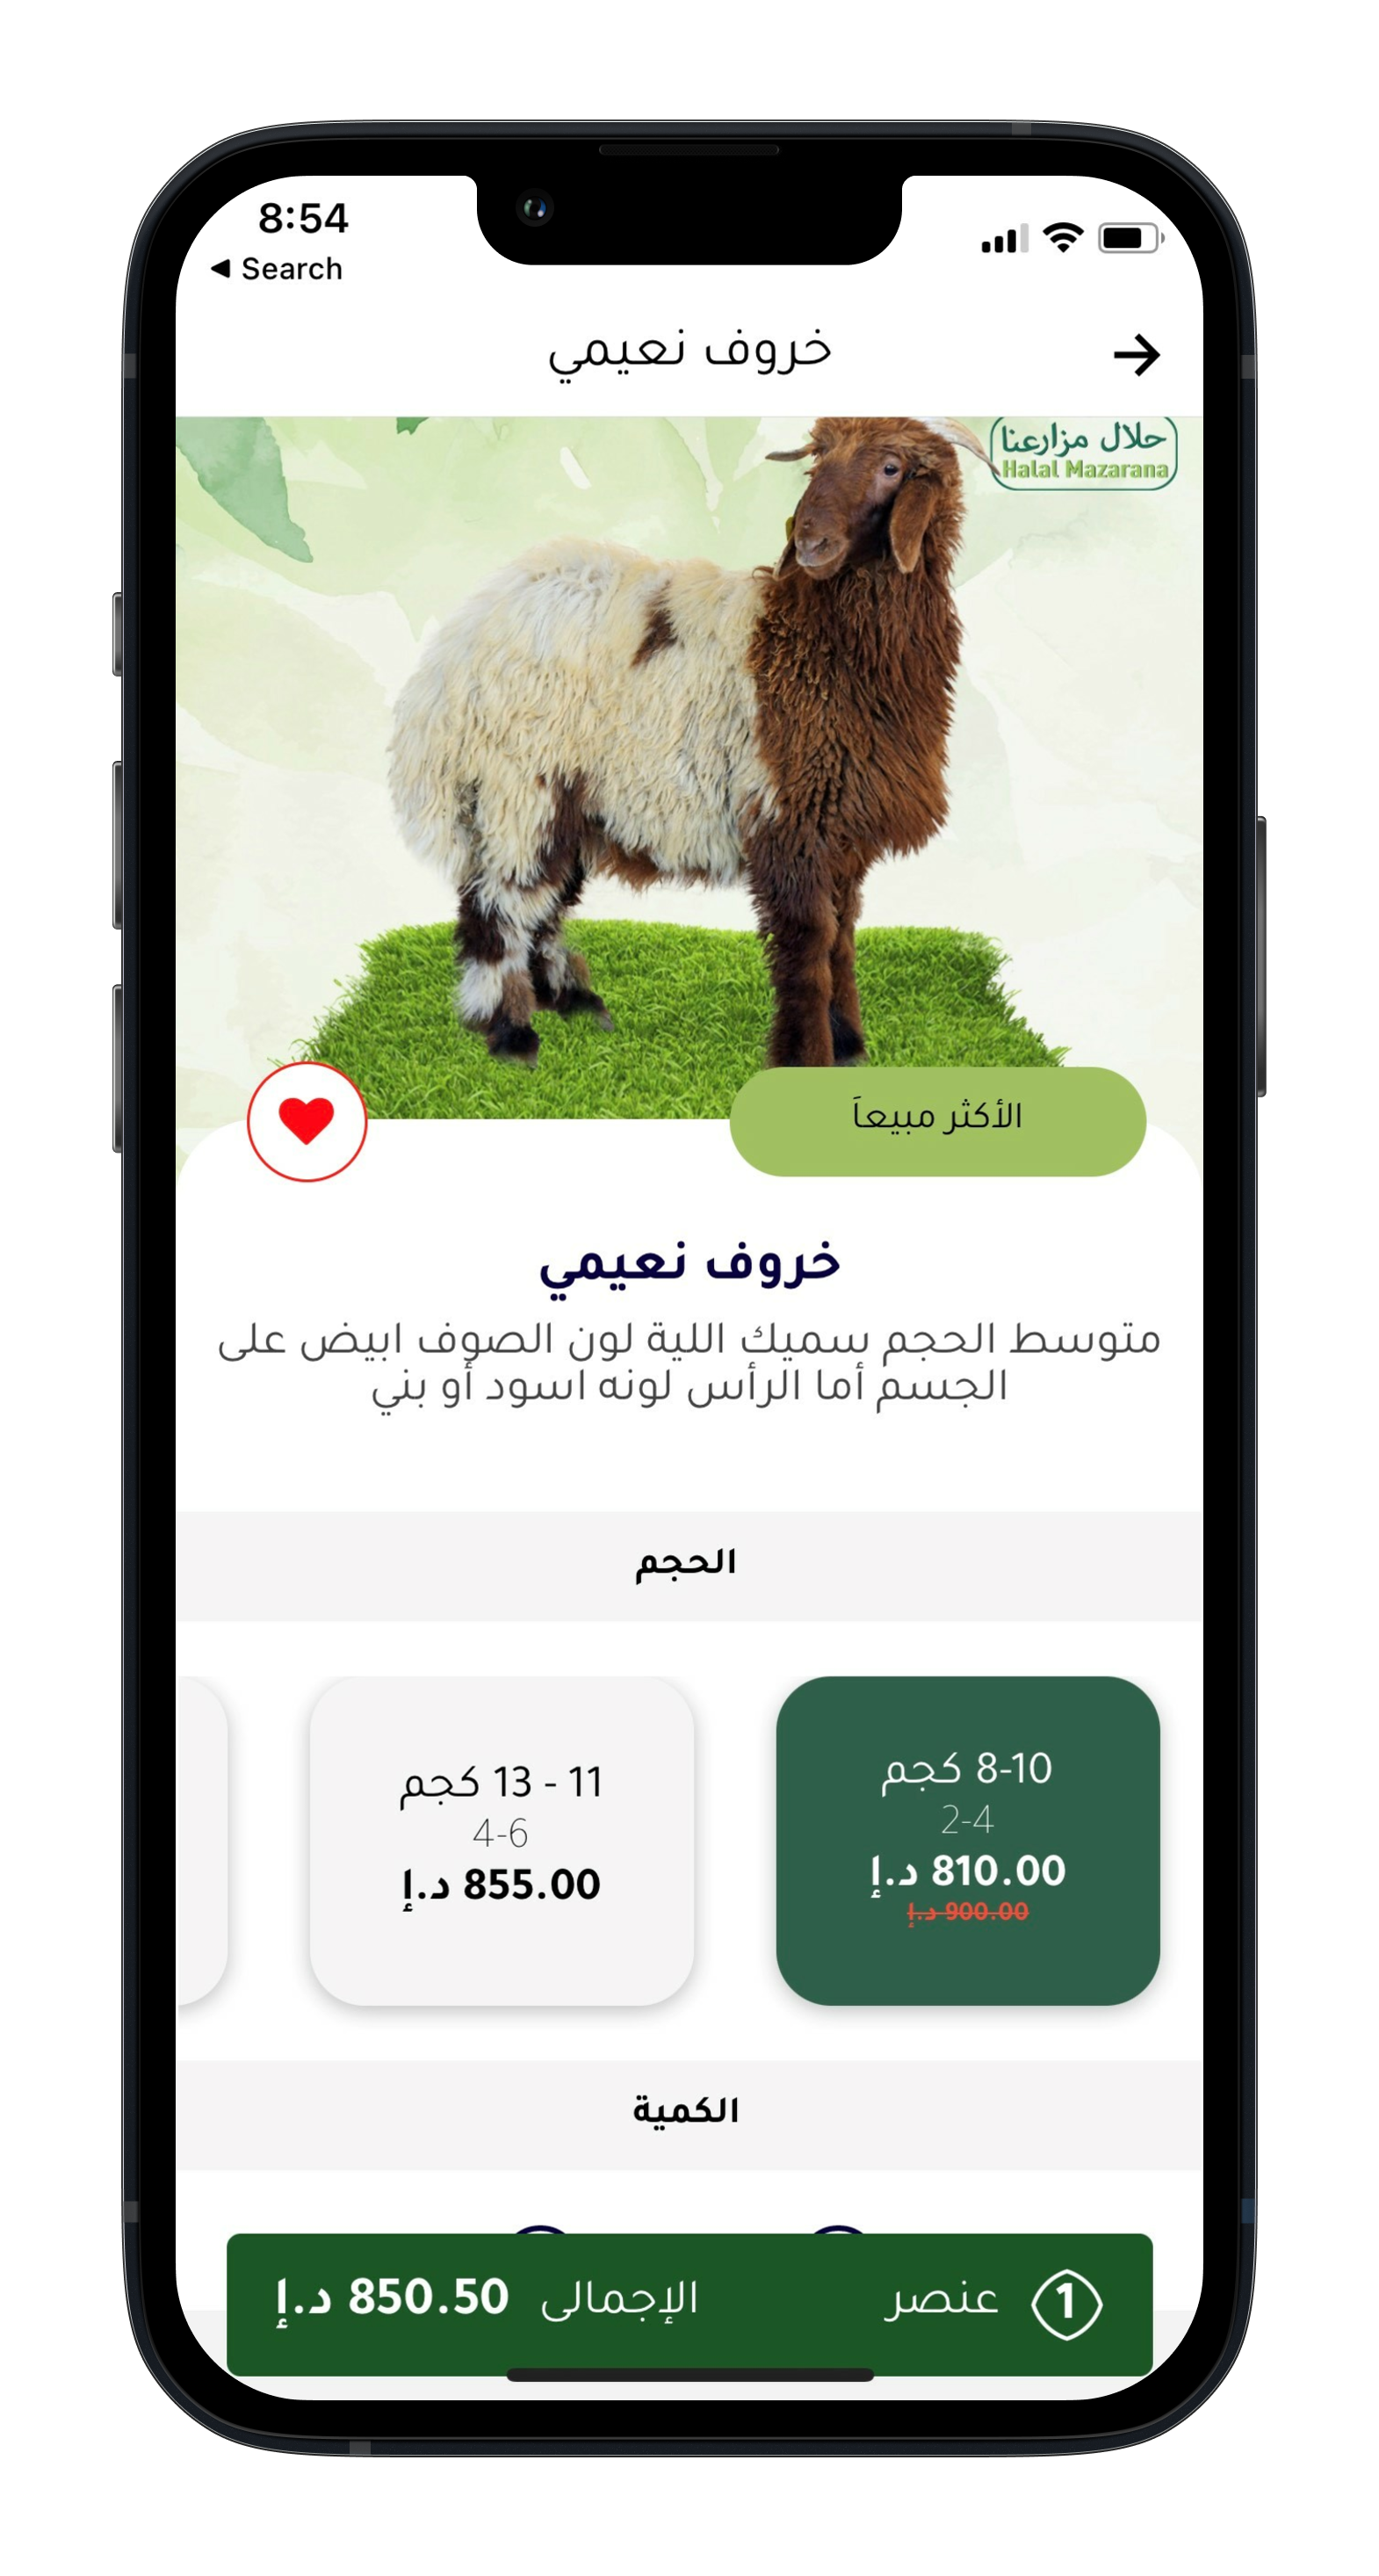 8:54
◀ Search
خروف نعيمي
حلال مزارعنا
Halal Mazarana
الأكثر مبيعاَ
خروف نعيمي
متوسط الحجم سميك اللية لون الصوف ابيض على
الجسم أما الرأس لونه اسود أو بني
الحجم
8-10 كجم
2-4
810.00 د.إ
900.00 د.إ
11 - 13 كجم
4-6
855.00 د.إ
الكمية
1 عنصر
الإجمالى 850.50 د.إ